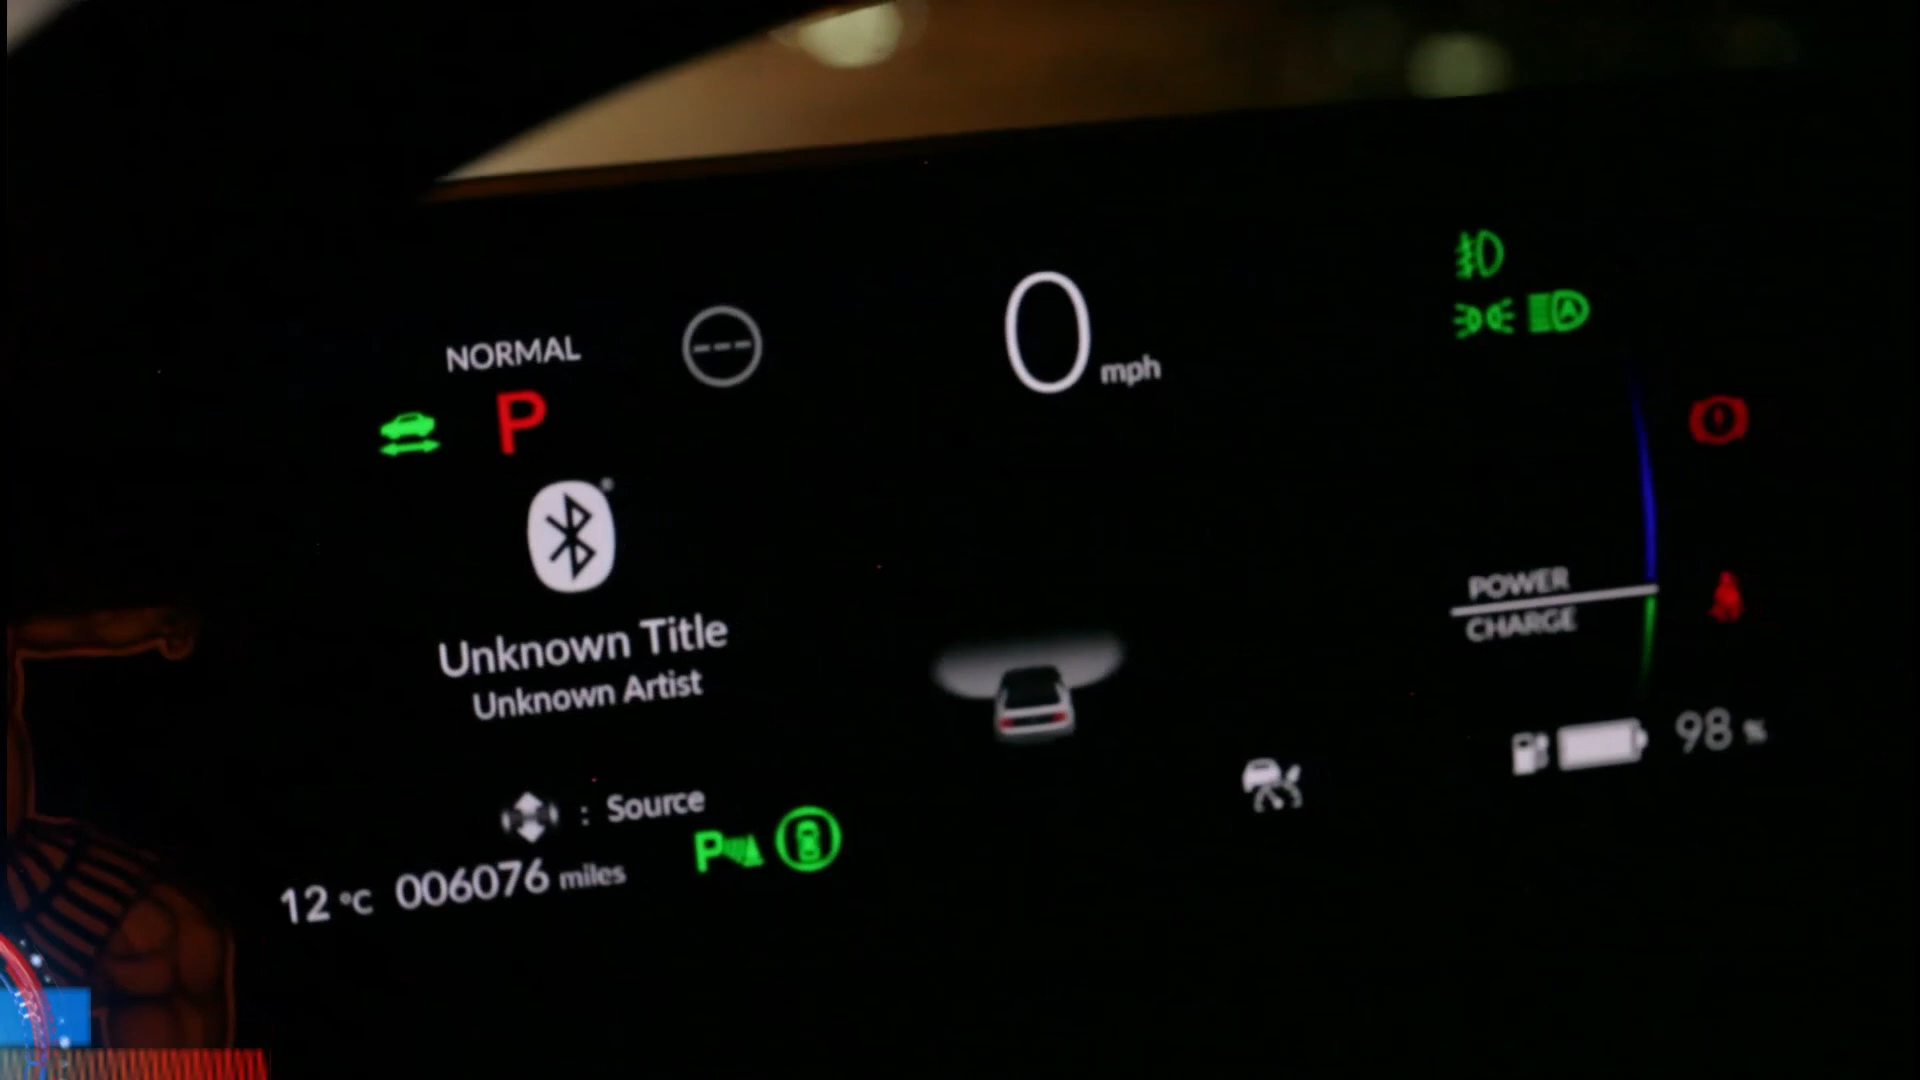 0 mph
NORMAL
---
P
POWER
CHARGE
Unknown Title
Unknown Artist
98 %
: Source
P
12 °C 006076 miles